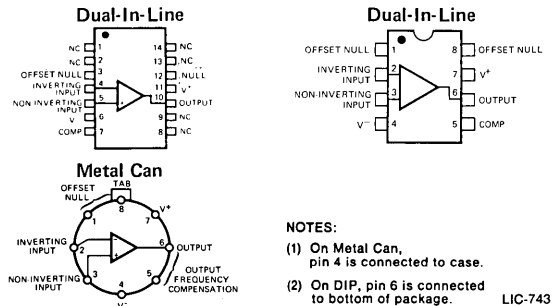 Dual-In-Line
NC 1
NC 2
OFFSET NULL 3
INVERTING INPUT 4
NON-INVERTING INPUT 5
V 6
COMP 7
14 NC
13 NC
12 NULL
11 V+
10 OUTPUT
9 NC
8 NC
Dual-In-Line
OFFSET NULL 1
INVERTING INPUT 2
NON-INVERTING INPUT 3
V- 4
8 OFFSET NULL
7 V+
6 OUTPUT
5 COMP
Metal Can
OFFSET NULL
TAB
8
1
7 V+
INVERTING INPUT 2
6 OUTPUT
NON-INVERTING INPUT 3
5 OUTPUT FREQUENCY COMPENSATION
4
V-
NOTES:
(1) On Metal Can,
pin 4 is connected to case.
(2) On DIP, pin 6 is connected
to bottom of package.
LIC-743